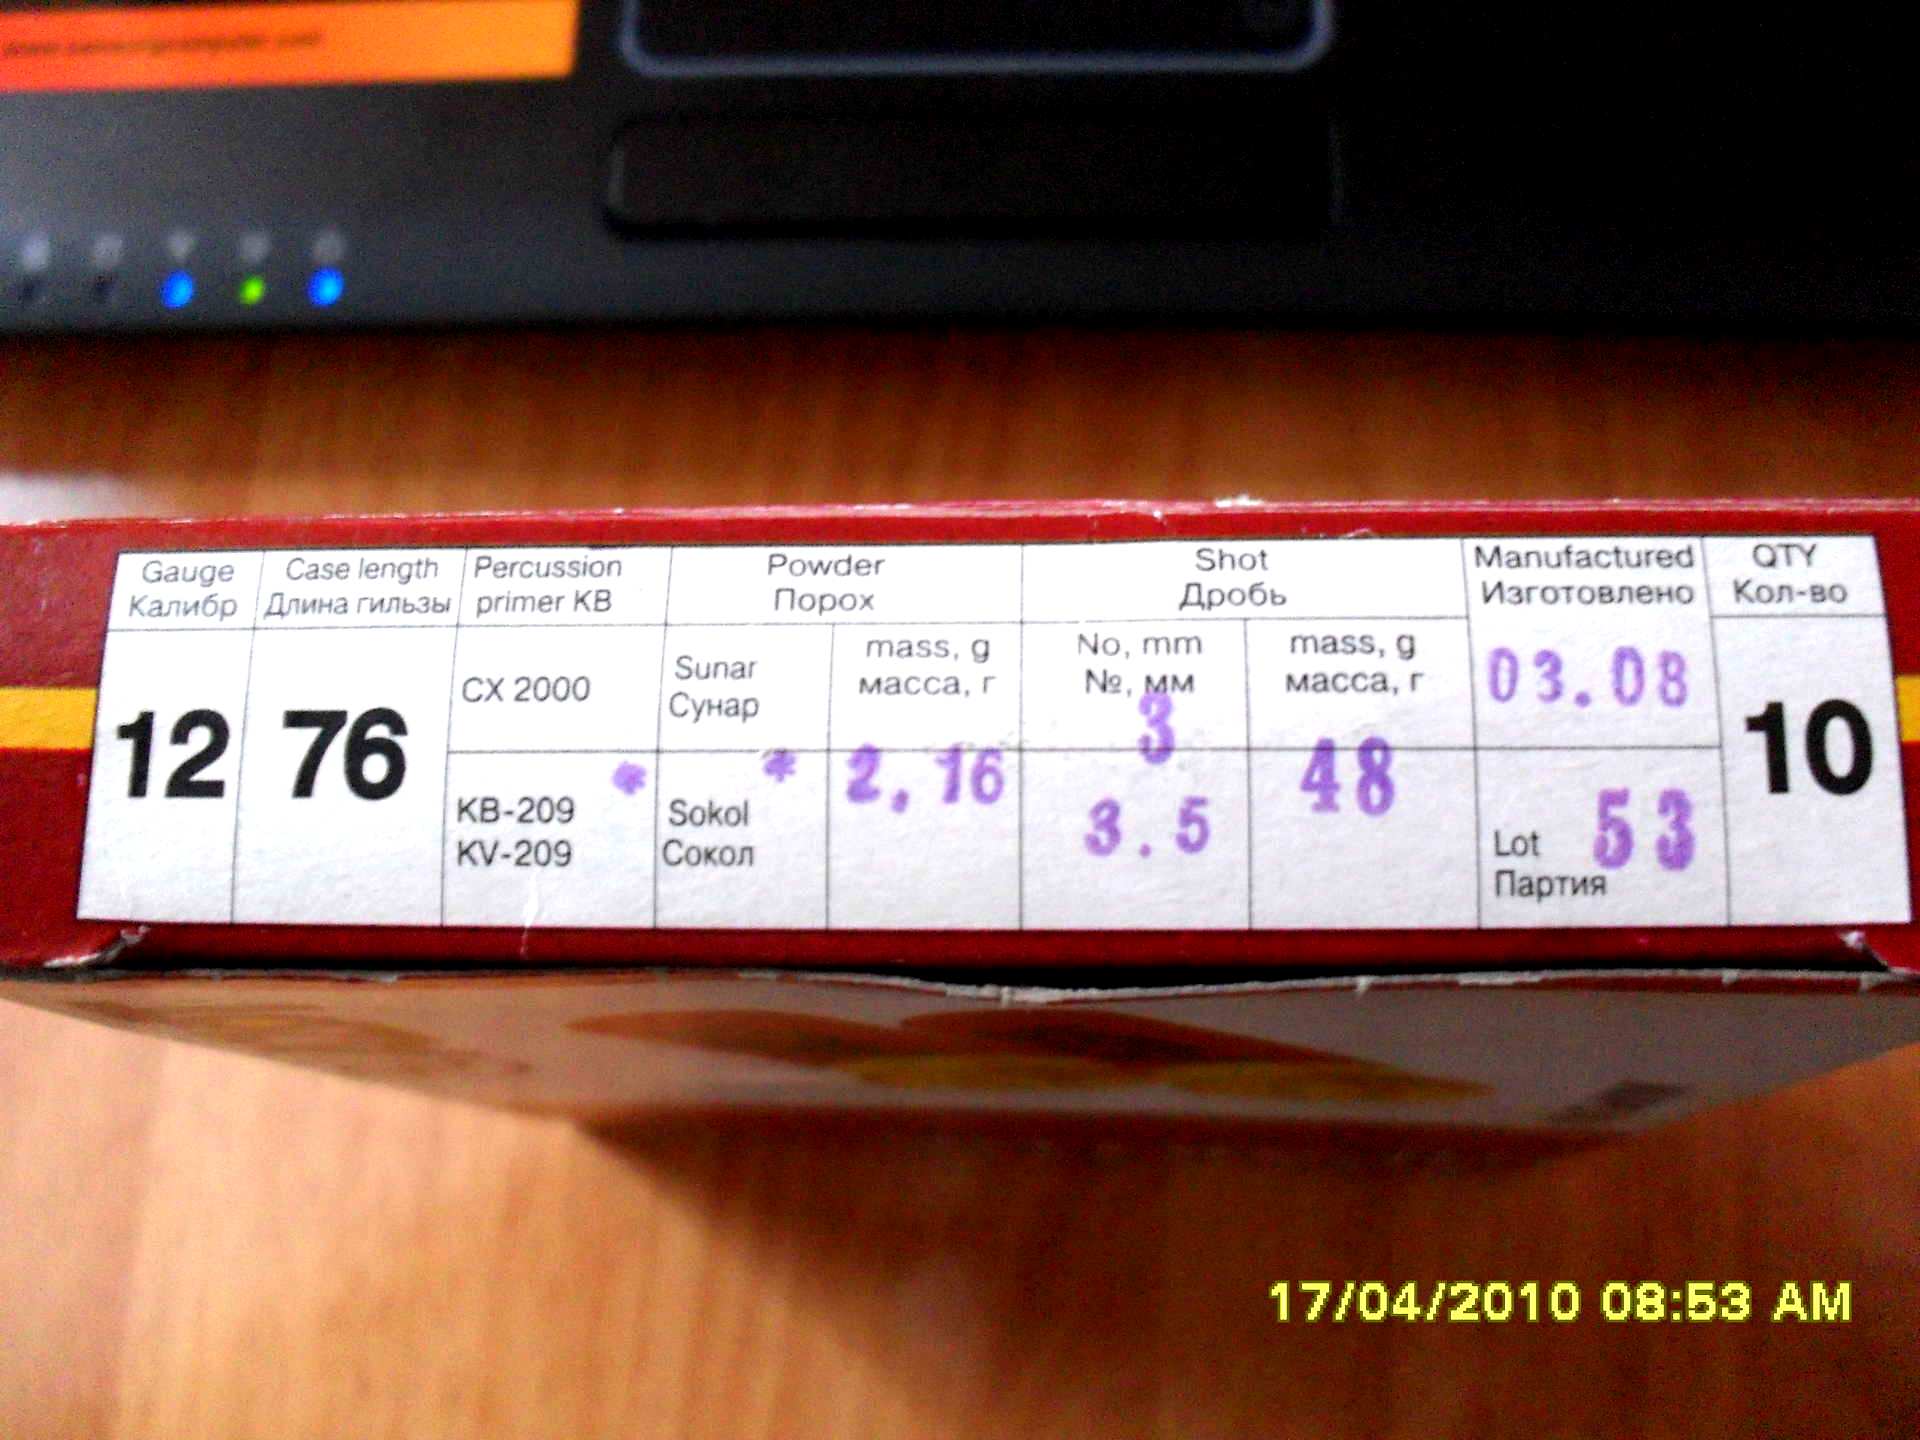 Gauge
Калибр
Case length
Длина гильзы
Percussion
primer KB
Powder
Порох
Shot
Дробь
Manufactured
Изготовлено
QTY
Кол-во
12
76
CX 2000
KB-209
KV-209
*
Sunar
Сунар
*
Sokol
Сокол
mass, g
масса, г
2,16
No, mm
№, мм
3
3.5
mass, g
масса, г
48
03.08
Lot 53
Партия
10
17/04/2010 08:53 AM